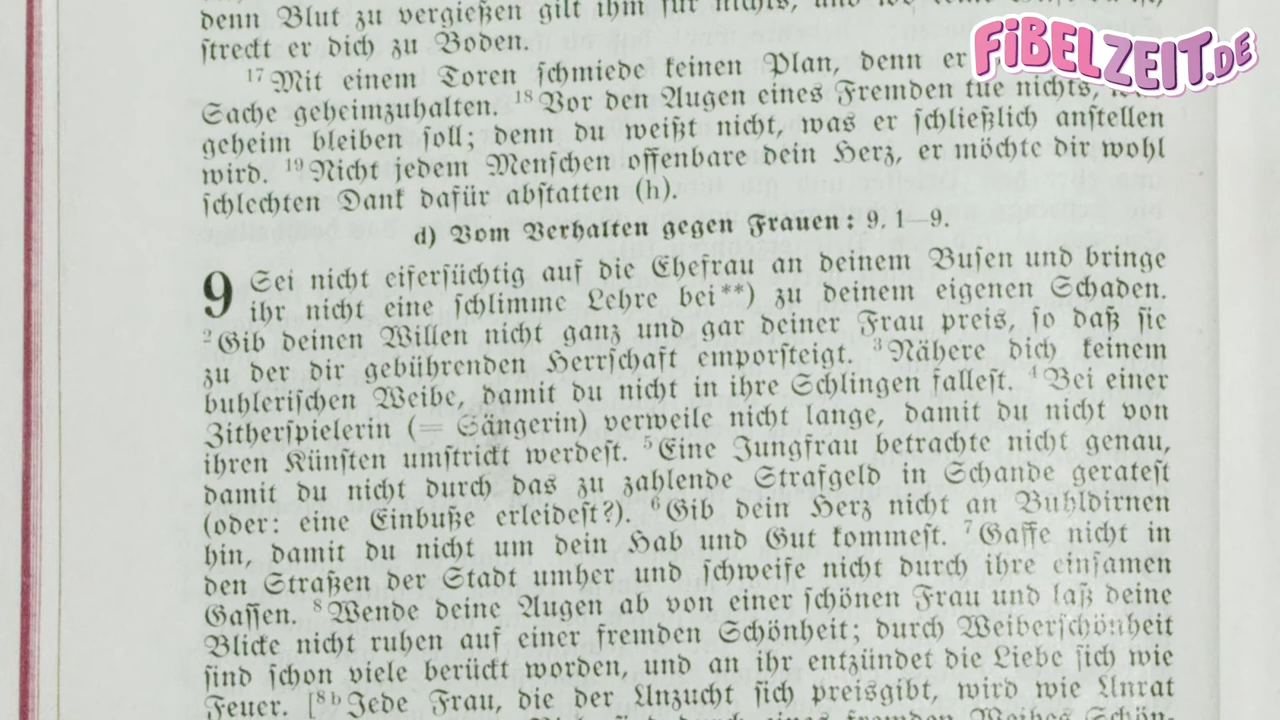 FiBELZEIT.DE
denn Blut zu vergießen gilt ihm für nichts, und wo
streckt er dich zu Boden.
17 Mit einem Toren schmiede keinen Plan, denn er
Sache geheimzuhalten. 18 Vor den Augen eines Fremden tue nichts,
geheim bleiben soll; denn du weißt nicht, was er schließlich anstellen
wird. 19 Nicht jedem Menschen offenbare dein Herz, er möchte dir wohl
schlechten Dank dafür abstatten (h).
d) Vom Verhalten gegen Frauen: 9, 1—9.
9 Sei nicht eifersüchtig auf die Ehefrau an deinem Busen und bringe
ihr nicht eine schlimme Lehre bei**) zu deinem eigenen Schaden.
2 Gib deinen Willen nicht ganz und gar deiner Frau preis, so daß sie
zu der dir gebührenden Herrschaft emporsteigt. 3 Nähere dich keinem
buhlerischen Weibe, damit du nicht in ihre Schlingen fallest. 4 Bei einer
Zitherspielerin (= Sängerin) verweile nicht lange, damit du nicht von
ihren Künsten umstrickt werdest. 5 Eine Jungfrau betrachte nicht genau,
damit du nicht durch das zu zahlende Strafgeld in Schande geratest
(oder: eine Einbuße erleidest?). 6 Gib dein Herz nicht an Buhldirnen
hin, damit du nicht um dein Hab und Gut kommest. 7 Gaffe nicht in
den Straßen der Stadt umher und schweife nicht durch ihre einsamen
Gassen. 8 Wende deine Augen ab von einer schönen Frau und laß deine
Blicke nicht ruhen auf einer fremden Schönheit; durch Weiberschönheit
sind schon viele berückt worden, und an ihr entzündet die Liebe sich wie
Feuer. [8b Jede Frau, die der Unzucht sich preisgibt, wird wie Unrat
durch eines fremden Weibes Schön-